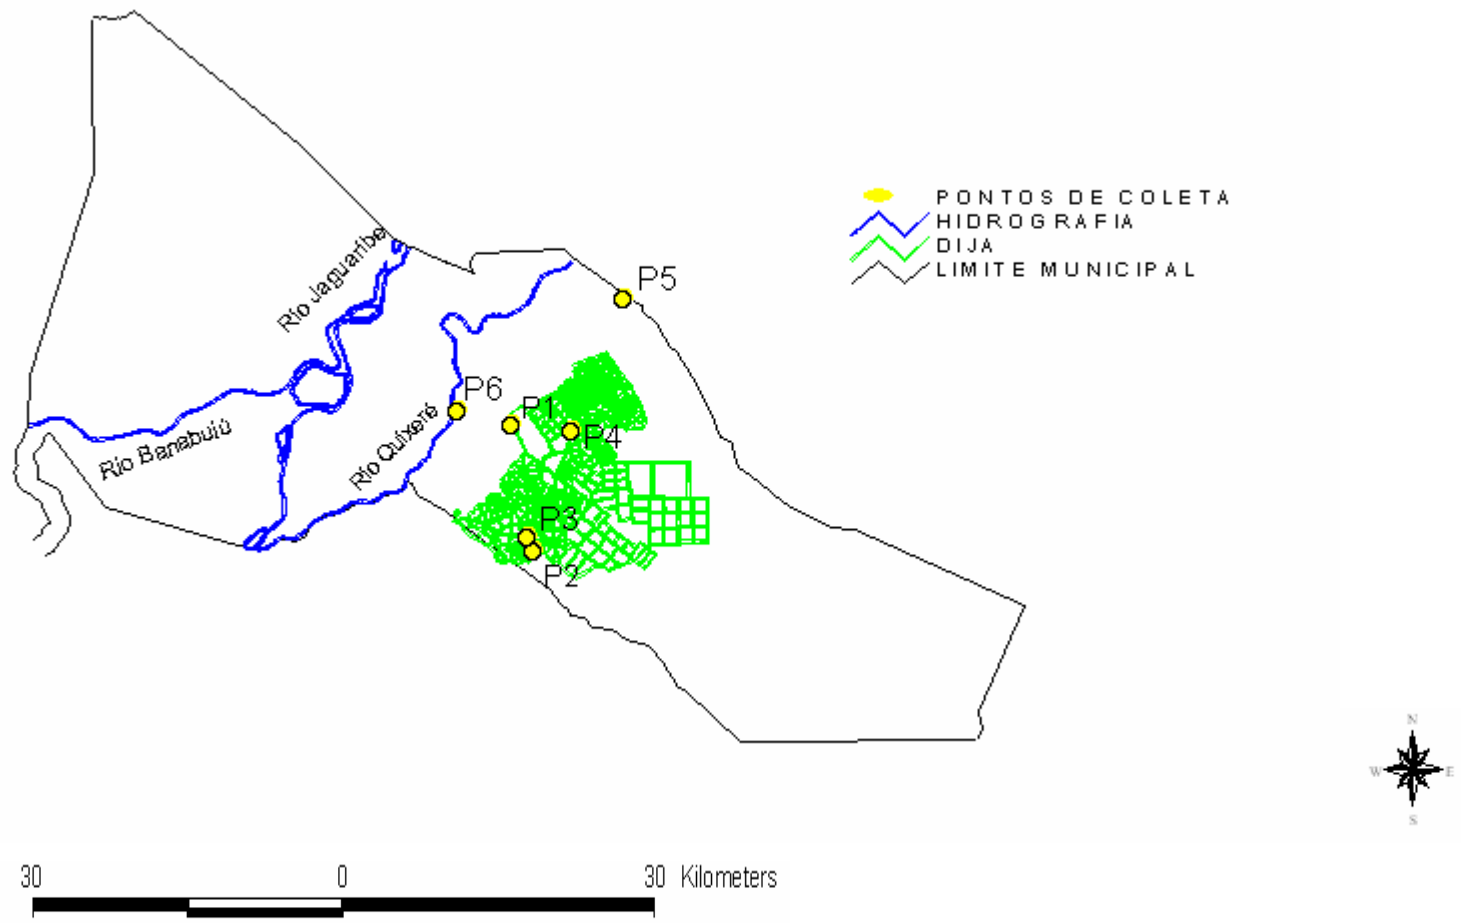 PONTOS DE COLETA
HIDROGRAFIA
DIJA
LIMITE MUNICIPAL
Rio Jaguaribe
P5
P6
P1
Rio Banabuiú
Rio Quixeré
P4
P3
P2
N
W E
S
30 0 30 Kilometers